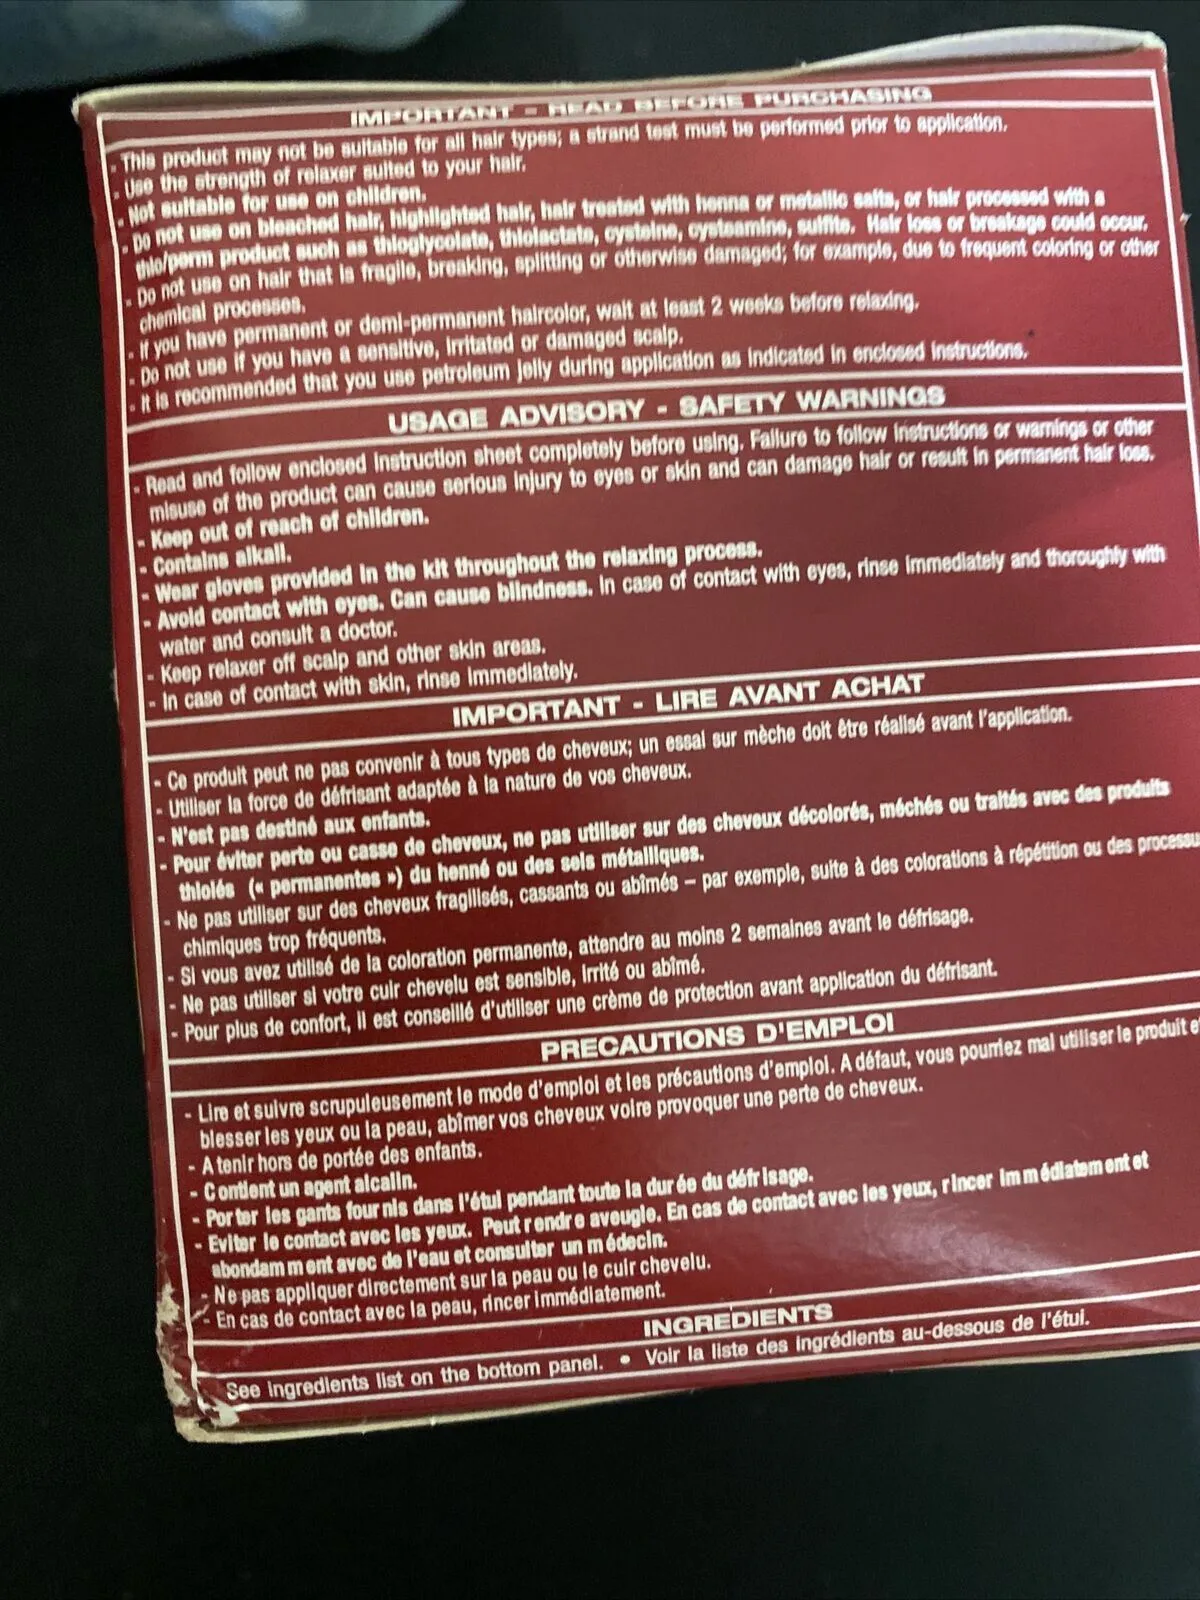 IMPORTANT - READ BEFORE PURCHASING
- This product may not be suitable for all hair types; a strand test must be performed prior to application.
- Use the strength of relaxer suited to your hair.
- Not suitable for use on children.
- Do not use on bleached hair, highlighted hair, hair treated with henna or metallic salts, or hair processed with a
thio/perm product such as thioglycolate, thiolactate, cysteine, cysteamine, sulfite. Hair loss or breakage could occur.
- Do not use on hair that is fragile, breaking, splitting or otherwise damaged; for example, due to frequent coloring or other
chemical processes.
- If you have permanent or demi-permanent haircolor, wait at least 2 weeks before relaxing.
- Do not use if you have a sensitive, irritated or damaged scalp.
- It is recommended that you use petroleum jelly during application as indicated in enclosed instructions.
USAGE ADVISORY - SAFETY WARNINGS
- Read and follow enclosed instruction sheet completely before using. Failure to follow instructions or warnings or other
misuse of the product can cause serious injury to eyes or skin and can damage hair or result in permanent hair loss.
- Keep out of reach of children.
- Contains alkali.
- Wear gloves provided in the kit throughout the relaxing process.
- Avoid contact with eyes. Can cause blindness. In case of contact with eyes, rinse immediately and thoroughly with
water and consult a doctor.
- Keep relaxer off scalp and other skin areas.
- In case of contact with skin, rinse immediately.
IMPORTANT - LIRE AVANT ACHAT
- Ce produit peut ne pas convenir à tous types de cheveux; un essai sur mèche doit être réalisé avant l'application.
- Utiliser la force de défrisant adaptée à la nature de vos cheveux.
- N'est pas destiné aux enfants.
- Pour éviter perte ou casse de cheveux, ne pas utiliser sur des cheveux décolorés, méchés ou traités avec des produits
thiolés (« permanentes ») du henné ou des sels métalliques.
- Ne pas utiliser sur des cheveux fragilisés, cassants ou abîmés – par exemple, suite à des colorations à répétition ou des processu
chimiques trop fréquents.
- Si vous avez utilisé de la coloration permanente, attendre au moins 2 semaines avant le défrisage.
- Ne pas utiliser si votre cuir chevelu est sensible, irrité ou abîmé.
- Pour plus de confort, il est conseillé d'utiliser une crème de protection avant application du défrisant.
PRECAUTIONS D'EMPLOI
- Lire et suivre scrupuleusement le mode d'emploi et les précautions d'emploi. A défaut, vous pourriez mal utiliser le produit et
blesser les yeux ou la peau, abîmer vos cheveux voire provoquer une perte de cheveux.
- A tenir hors de portée des enfants.
- Contient un agent alcalin.
- Porter les gants fournis dans l'étui pendant toute la durée du défrisage.
- Eviter le contact avec les yeux. Peut rendre aveugle. En cas de contact avec les yeux, rincer immédiatement et
abondamment avec de l'eau et consulter un médecin.
- Ne pas appliquer directement sur la peau ou le cuir chevelu.
- En cas de contact avec la peau, rincer immédiatement.
INGREDIENTS
See ingredients list on the bottom panel. • Voir la liste des ingrédients au-dessous de l'étui.